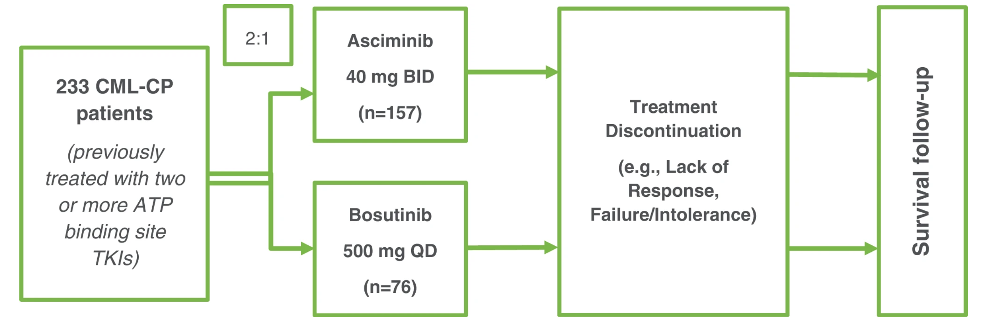 233 CML-CP
patients
(previously
treated with two
or more ATP
binding site
TKIs)
2:1
Asciminib
40 mg BID
(n=157)
Bosutinib
500 mg QD
(n=76)
Treatment
Discontinuation
(e.g., Lack of
Response,
Failure/Intolerance)
Survival follow-up